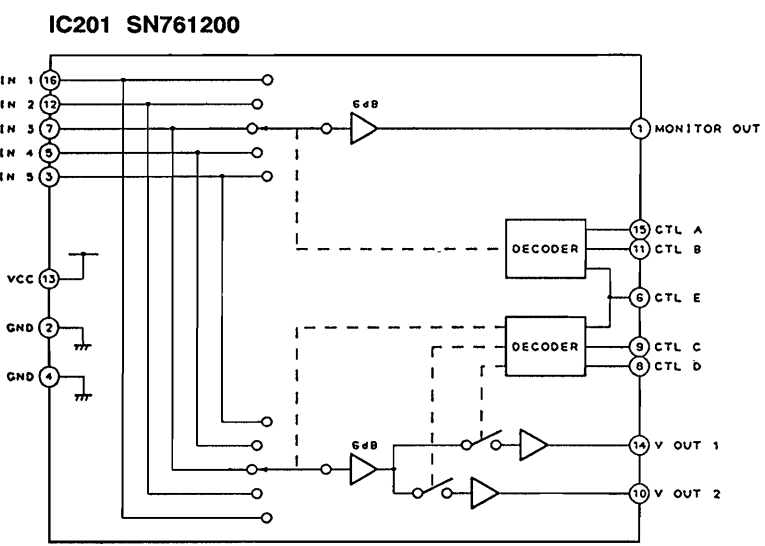 IC201 SN761200
IN 1 16
IN 2 12
IN 3 7
IN 4 5
IN 5 3
6dB
1 MONITOR OUT
DECODER
15 CTL A
11 CTL B
VCC 13
6 CTL E
GND 2
DECODER
9 CTL C
8 CTL D
GND 4
6dB
14 V OUT 1
10 V OUT 2